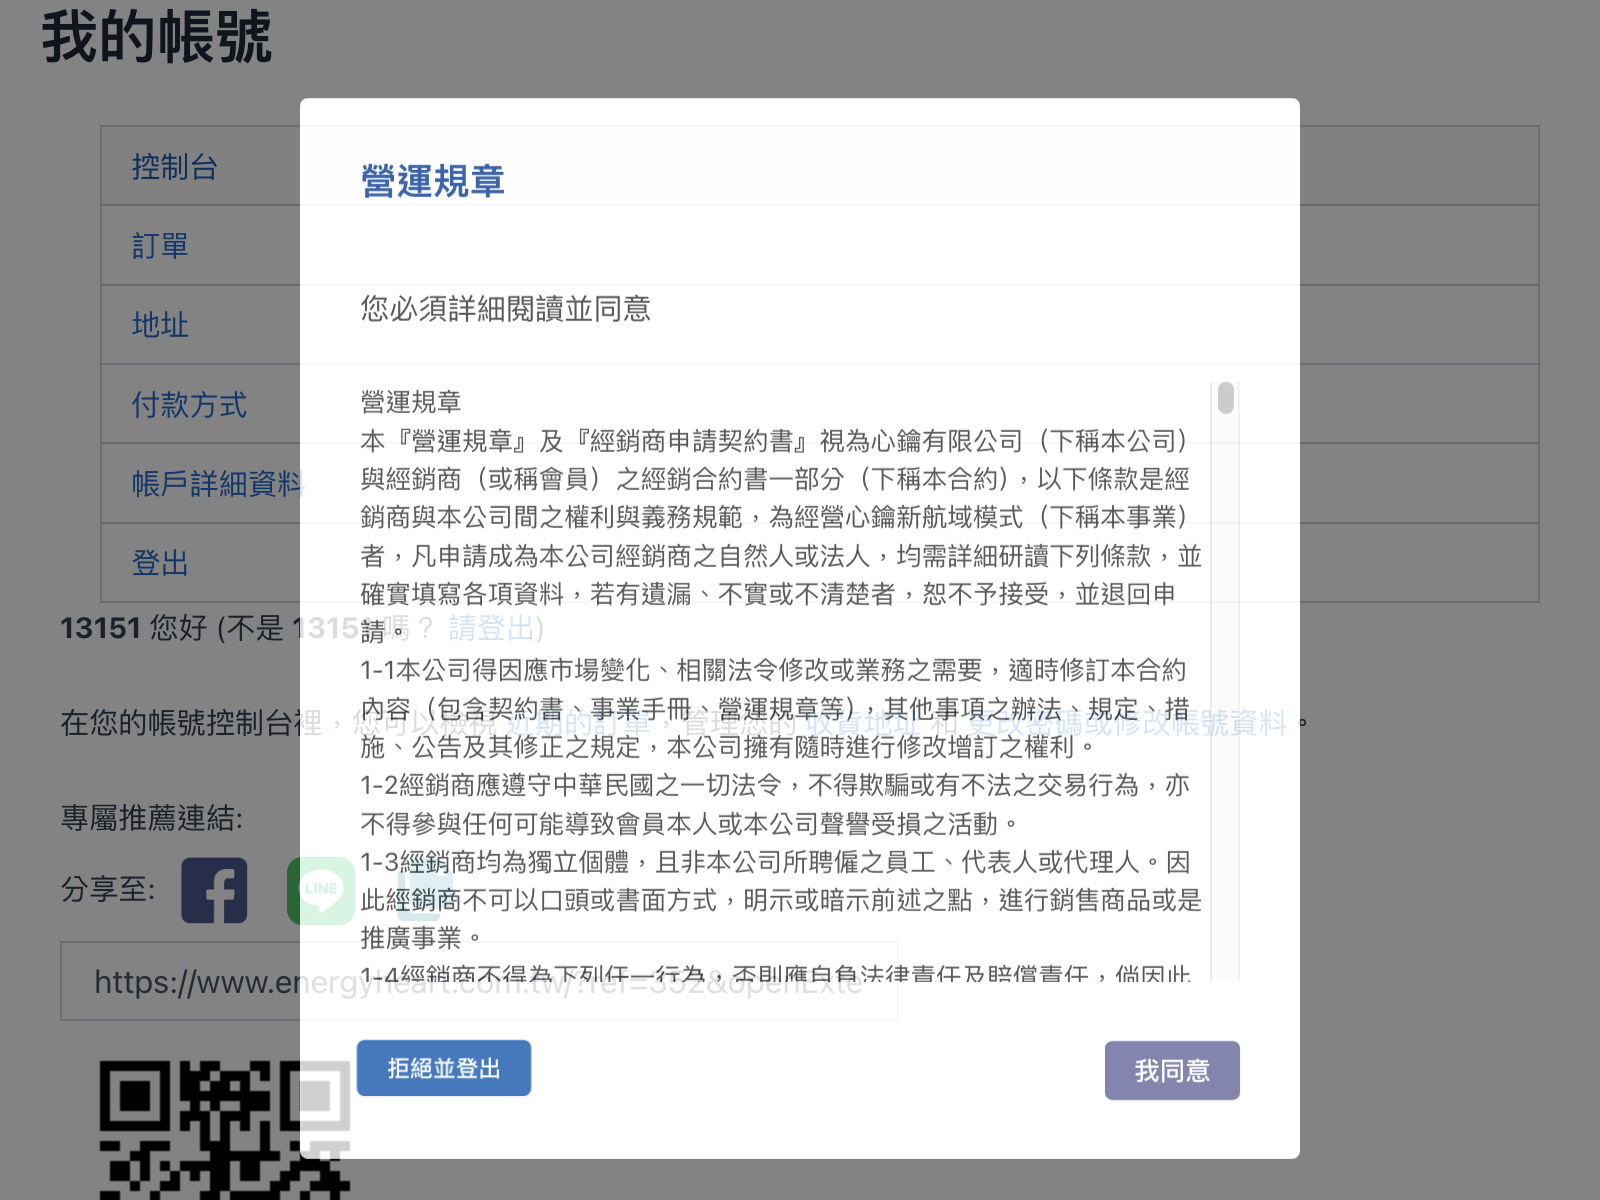 我的帳號
控制台
訂單
地址
付款方式
帳戶詳細資料
登出
13151 您好 (不是 13151 嗎？ 請登出)
在您的帳號控制台裡，您可以檢視 近期的訂單，管理您的 收貨地址 和 更改密碼或修改帳號資料。
專屬推薦連結:
分享至:
LINE
https://www.energyheart.com.tw/?ref=352&openExte
營運規章
您必須詳細閱讀並同意
營運規章
本『營運規章』及『經銷商申請契約書』視為心鑰有限公司（下稱本公司）
與經銷商（或稱會員）之經銷合約書一部分（下稱本合約），以下條款是經
銷商與本公司間之權利與義務規範，為經營心鑰新航域模式（下稱本事業）
者，凡申請成為本公司經銷商之自然人或法人，均需詳細研讀下列條款，並
確實填寫各項資料，若有遺漏、不實或不清楚者，恕不予接受，並退回申
請。
1-1本公司得因應市場變化、相關法令修改或業務之需要，適時修訂本合約
內容（包含契約書、事業手冊、營運規章等），其他事項之辦法、規定、措
施、公告及其修正之規定，本公司擁有隨時進行修改增訂之權利。
1-2經銷商應遵守中華民國之一切法令，不得欺騙或有不法之交易行為，亦
不得參與任何可能導致會員本人或本公司聲譽受損之活動。
1-3經銷商均為獨立個體，且非本公司所聘僱之員工、代表人或代理人。因
此經銷商不可以口頭或書面方式，明示或暗示前述之點，進行銷售商品或是
推廣事業。
1-4經銷商不得為下列任一行為，否則應自負法律責任及賠償責任，倘因此
拒絕並登出
我同意